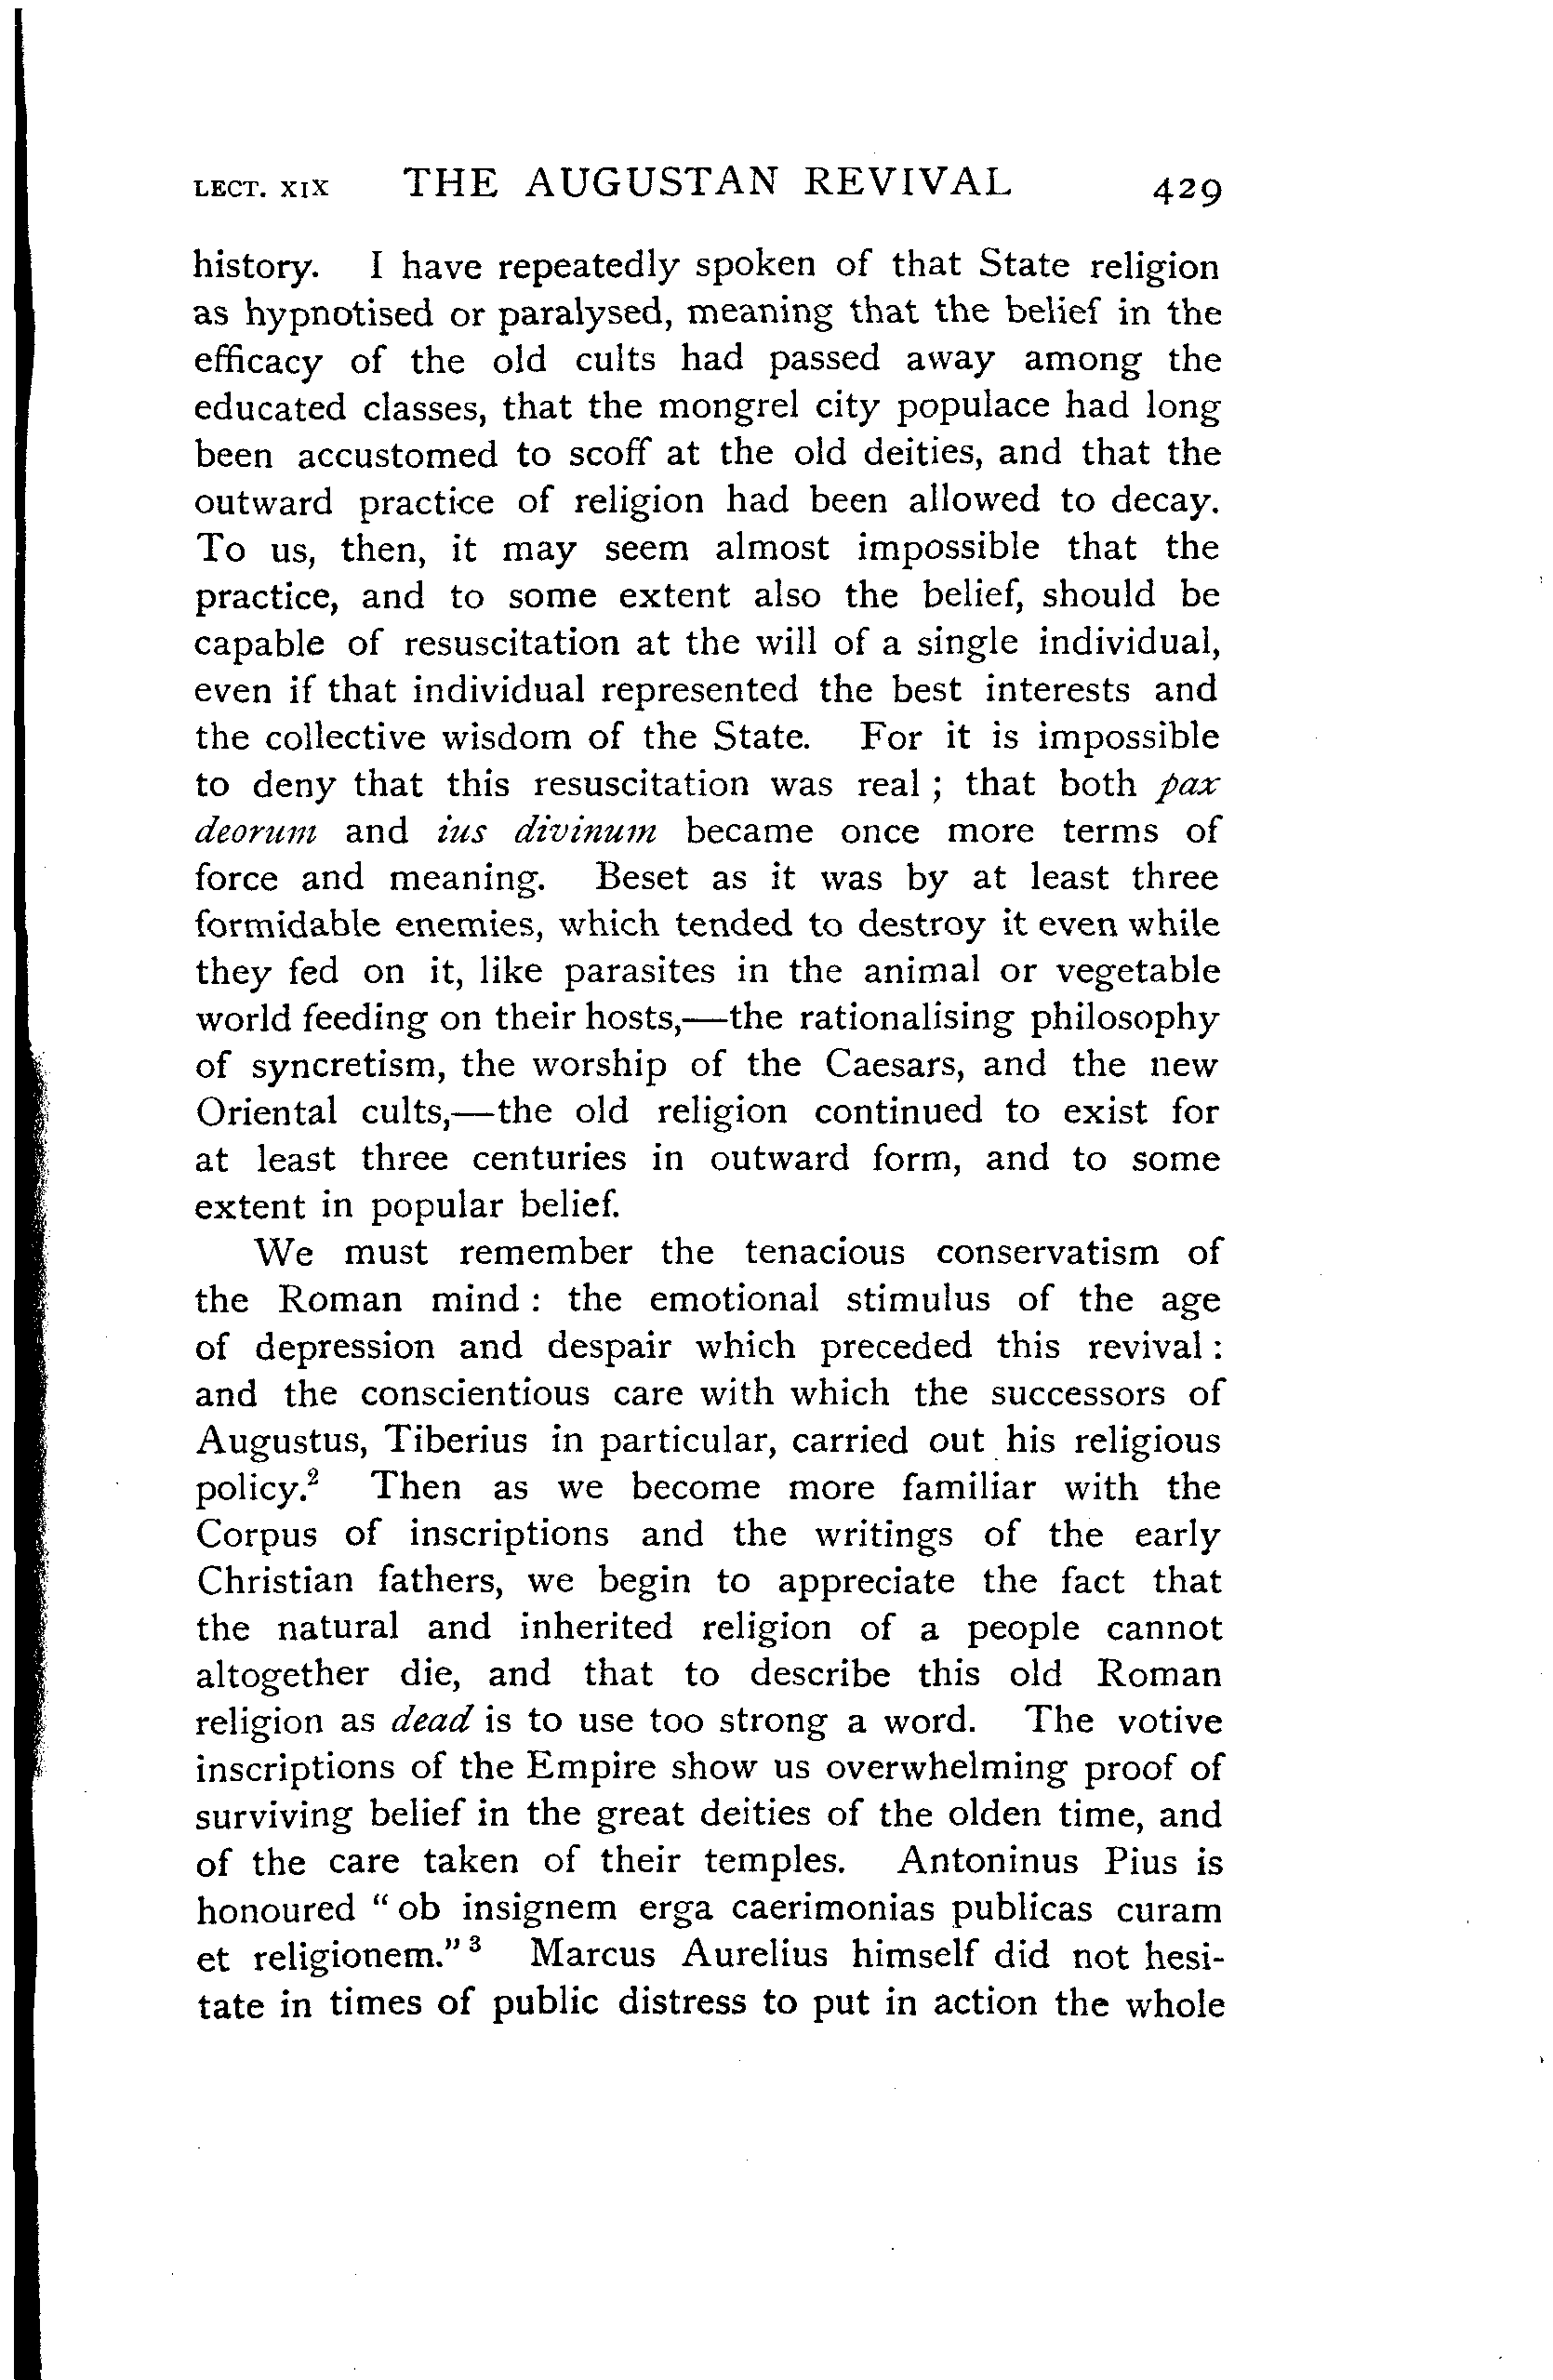 LECT. XIX THE AUGUSTAN REVIVAL 429
history. I have repeatedly spoken of that State religion
as hypnotised or paralysed, meaning that the belief in the
efficacy of the old cults had passed away among the
educated classes, that the mongrel city populace had long
been accustomed to scoff at the old deities, and that the
outward practice of religion had been allowed to decay.
To us, then, it may seem almost impossible that the
practice, and to some extent also the belief, should be
capable of resuscitation at the will of a single individual,
even if that individual represented the best interests and
the collective wisdom of the State. For it is impossible
to deny that this resuscitation was real ; that both pax
deorum and ius divinum became once more terms of
force and meaning. Beset as it was by at least three
formidable enemies, which tended to destroy it even while
they fed on it, like parasites in the animal or vegetable
world feeding on their hosts,—the rationalising philosophy
of syncretism, the worship of the Caesars, and the new
Oriental cults,—the old religion continued to exist for
at least three centuries in outward form, and to some
extent in popular belief.
We must remember the tenacious conservatism of
the Roman mind : the emotional stimulus of the age
of depression and despair which preceded this revival :
and the conscientious care with which the successors of
Augustus, Tiberius in particular, carried out his religious
policy.² Then as we become more familiar with the
Corpus of inscriptions and the writings of the early
Christian fathers, we begin to appreciate the fact that
the natural and inherited religion of a people cannot
altogether die, and that to describe this old Roman
religion as dead is to use too strong a word. The votive
inscriptions of the Empire show us overwhelming proof of
surviving belief in the great deities of the olden time, and
of the care taken of their temples. Antoninus Pius is
honoured “ ob insignem erga caerimonias publicas curam
et religionem.” ³ Marcus Aurelius himself did not hesi-
tate in times of public distress to put in action the whole